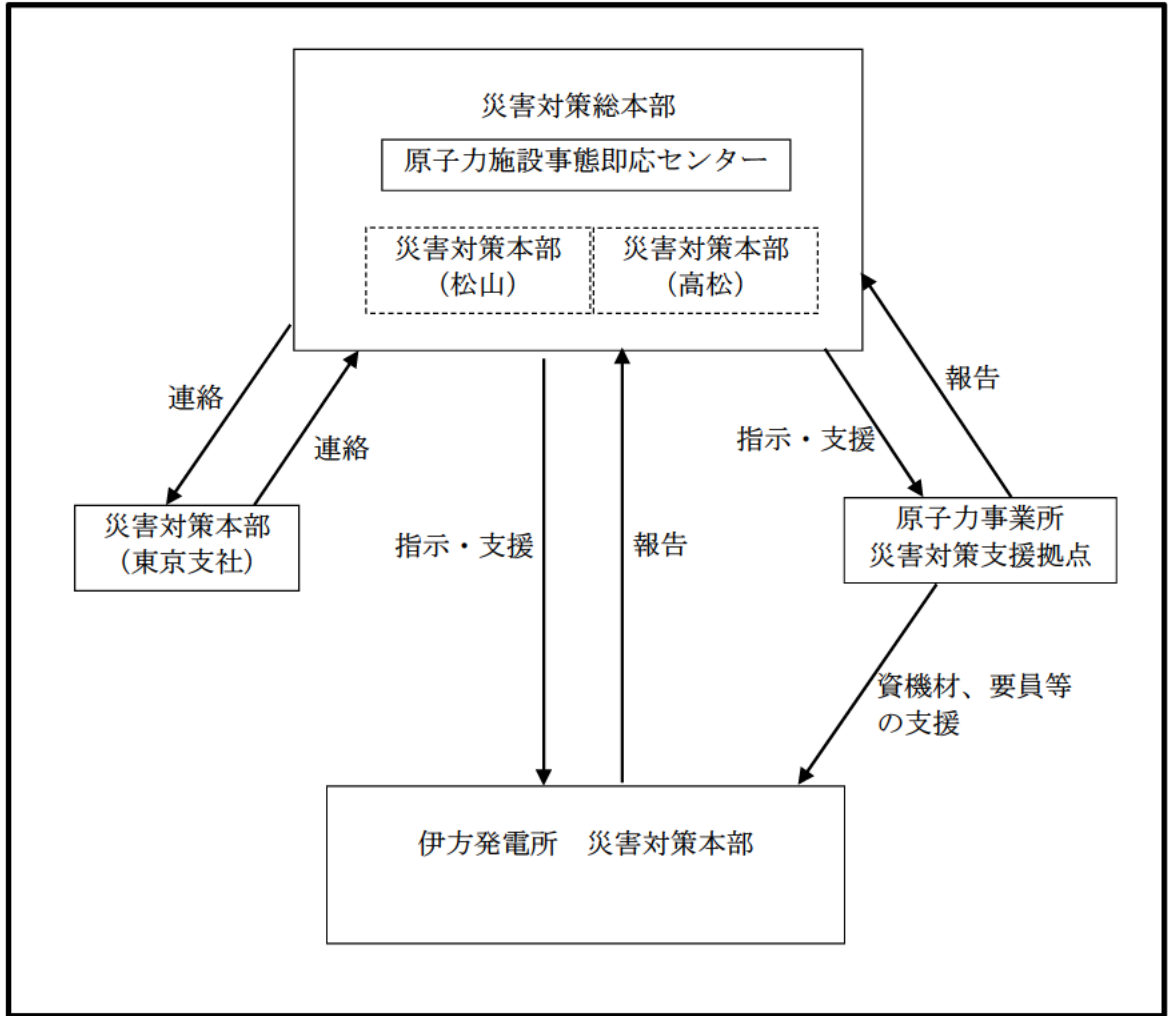 災害対策総本部
原子力施設事態即応センター
災害対策本部
（松山）
災害対策本部
（高松）
連絡
連絡
指示・支援
報告
指示・支援
報告
災害対策本部
（東京支社）
原子力事業所
災害対策支援拠点
資機材、要員等
の支援
伊方発電所　災害対策本部